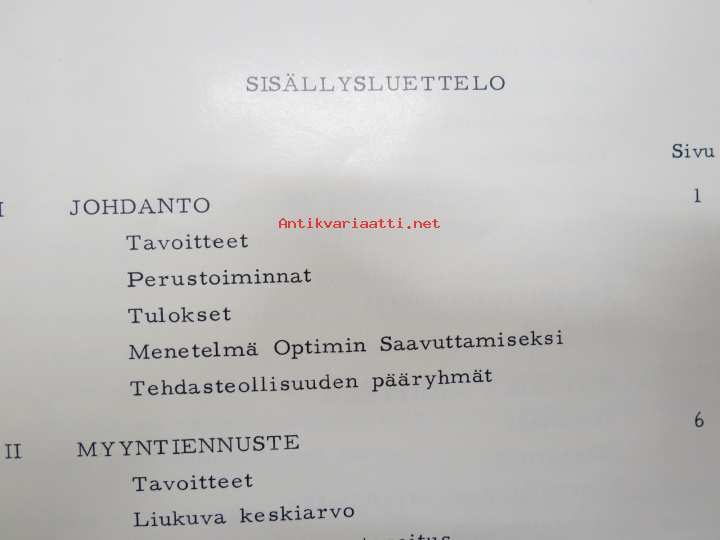 SISÄLLYSLUETTELO
Sivu
I JOHDANTO 1
Antikvariaatti.net
Tavoitteet
Perustoiminnat
Tulokset
Menetelmä Optimin Saavuttamiseksi
Tehdasteollisuuden pääryhmät
II MYYNTIENNUSTE 6
Tavoitteet
Liukuva keskiarvo